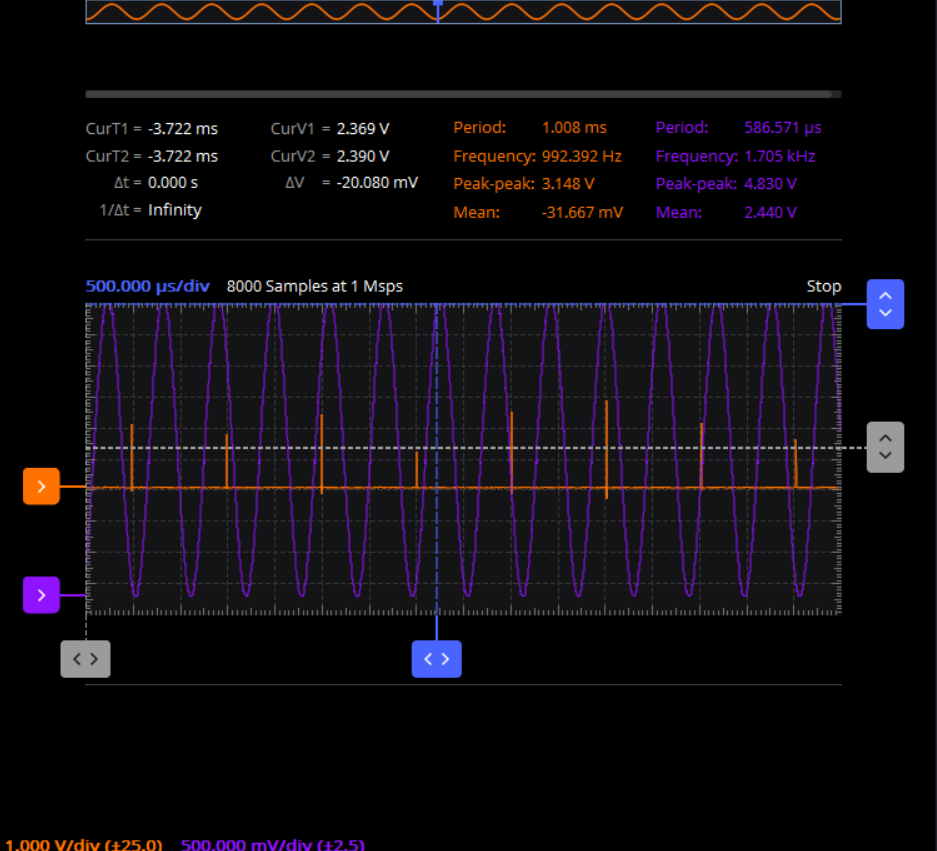 CurT1 = -3.722 ms CurV1 = 2.369 V Period: 1.008 ms Period: 586.571 µs
CurT2 = -3.722 ms CurV2 = 2.390 V Frequency: 992.392 Hz Frequency: 1.705 kHz
Δt = 0.000 s ΔV = -20.080 mV Peak-peak: 3.148 V Peak-peak: 4.830 V
1/Δt = Infinity Mean: -31.667 mV Mean: 2.440 V
500.000 µs/div 8000 Samples at 1 Msps Stop
1.000 V/div (±25.0) 500.000 mV/div (±2.5)